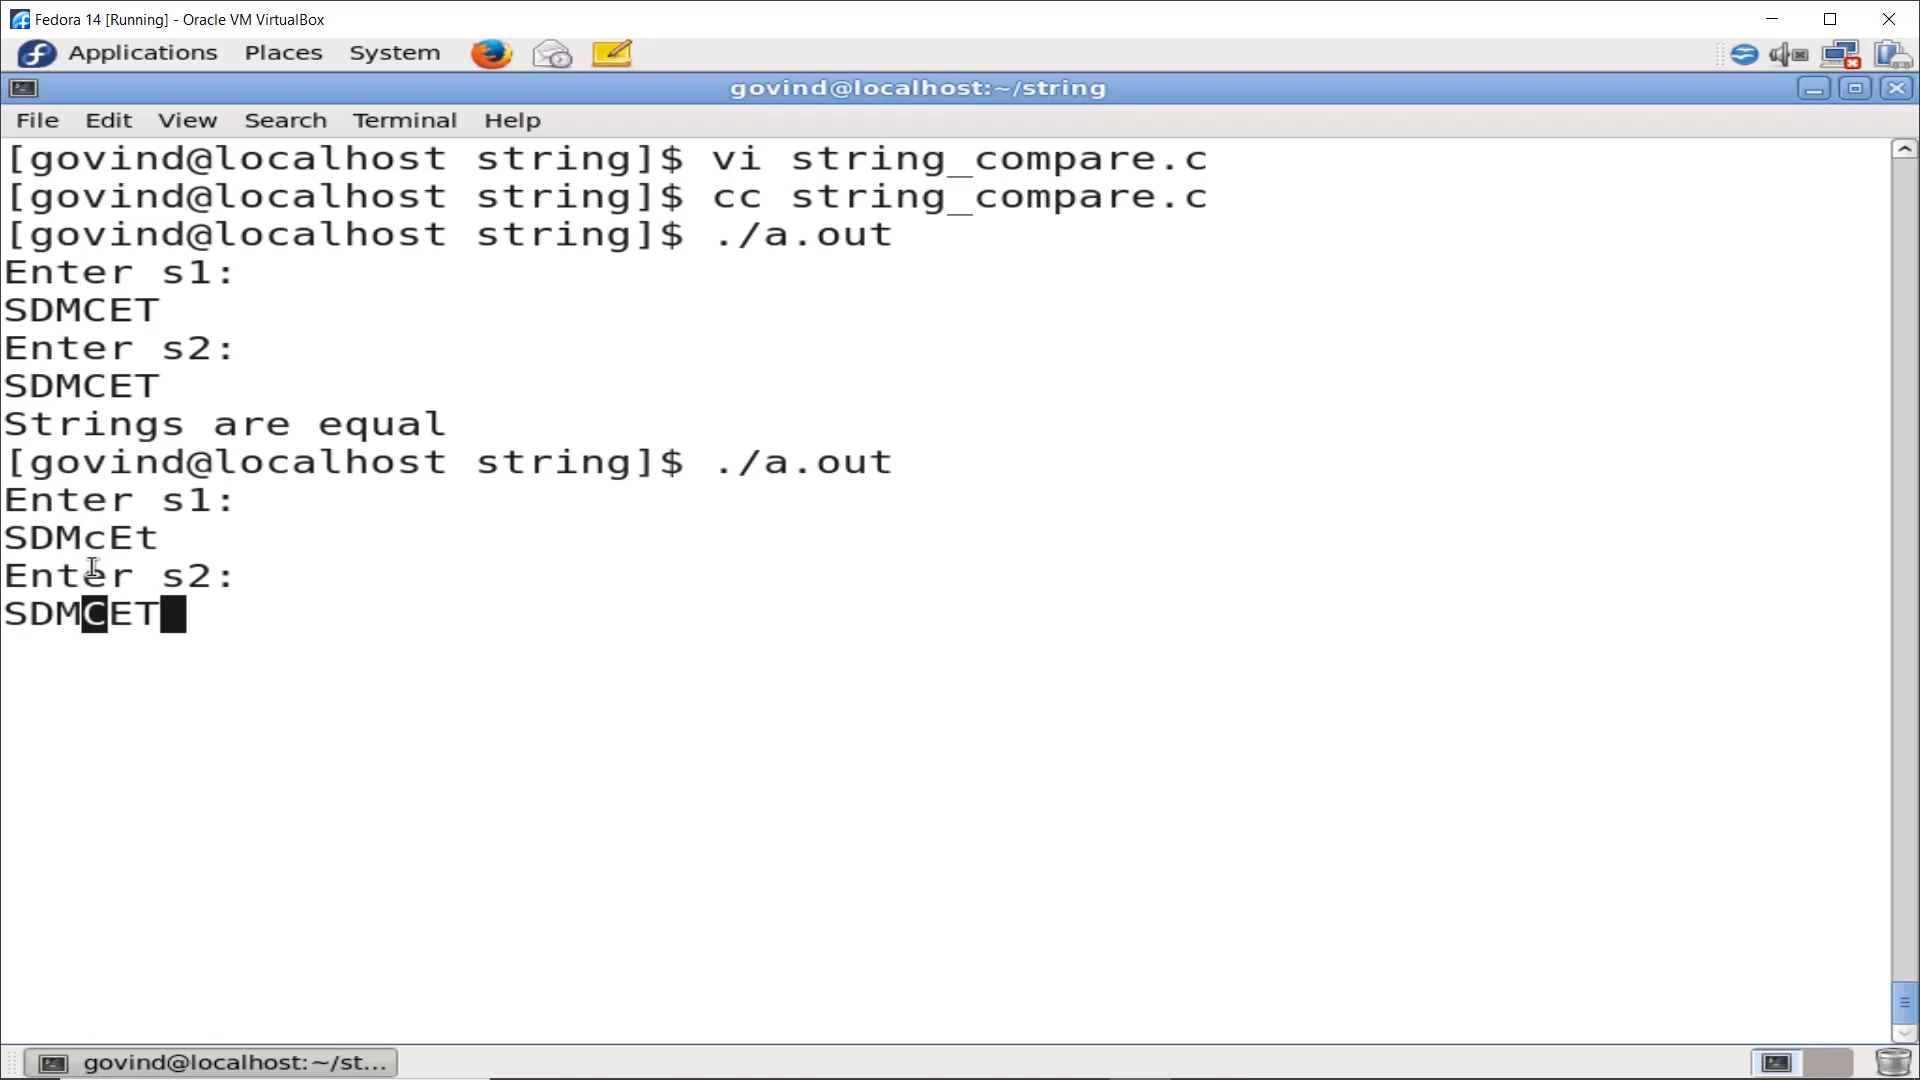 Fedora 14 [Running] - Oracle VM VirtualBox
Applications Places System
govind@localhost:~/string
File Edit View Search Terminal Help
[govind@localhost string]$ vi string_compare.c
[govind@localhost string]$ cc string_compare.c
[govind@localhost string]$ ./a.out
Enter s1:
SDMCET
Enter s2:
SDMCET
Strings are equal
[govind@localhost string]$ ./a.out
Enter s1:
SDMcEt
Enter s2:
SDMCET
govind@localhost:~/st...